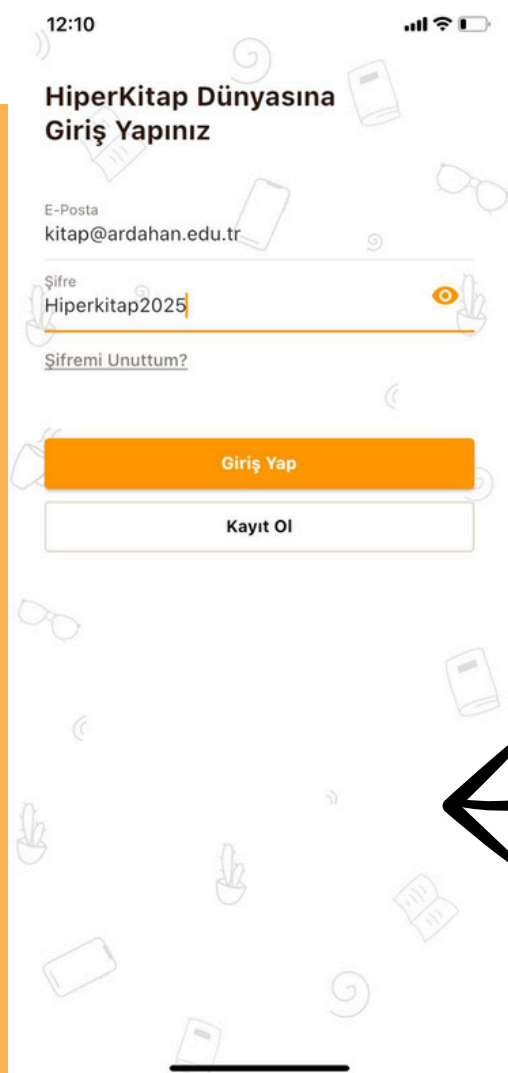 12:10
HiperKitap Dünyasına
Giriş Yapınız
E-Posta
kitap@ardahan.edu.tr
Şifre
Hiperkitap2025
Şifremi Unuttum?
Giriş Yap
Kayıt Ol